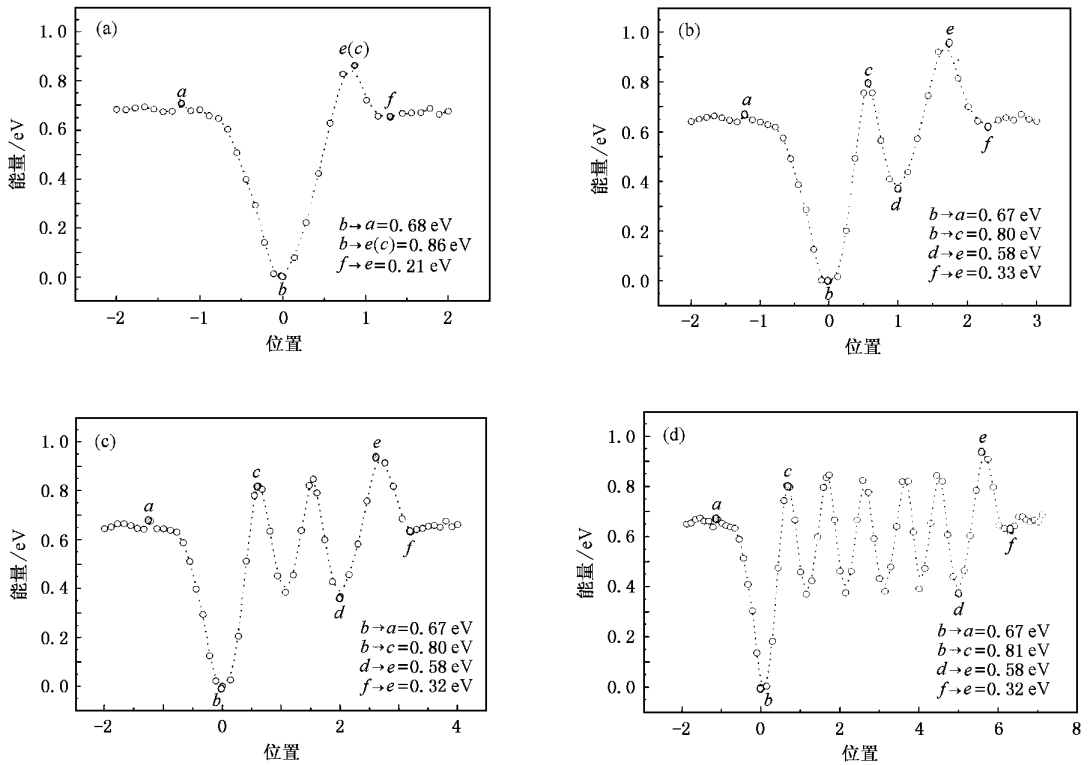 (a)
1.0
0.8
0.6
0.4
0.2
0.0
能量/eV
a
e(c)
f
b
b→a=0.68 eV
b→e(c)=0.86 eV
f→e=0.21 eV
-2 -1 0 1 2
位置
(b)
1.0
0.8
0.6
0.4
0.2
0.0
能量/eV
a
c
e
d
f
b
b→a=0.67 eV
b→c=0.80 eV
d→e=0.58 eV
f→e=0.33 eV
-2 -1 0 1 2 3
位置
(c)
1.0
0.8
0.6
0.4
0.2
0.0
能量/eV
a
c
e
f
d
b
b→a=0.67 eV
b→c=0.80 eV
d→e=0.58 eV
f→e=0.32 eV
-2 0 2 4
位置
(d)
1.0
0.8
0.6
0.4
0.2
0.0
能量/eV
a
c
e
f
d
b
b→a=0.67 eV
b→c=0.81 eV
d→e=0.58 eV
f→e=0.32 eV
-2 0 2 4 6 8
位置